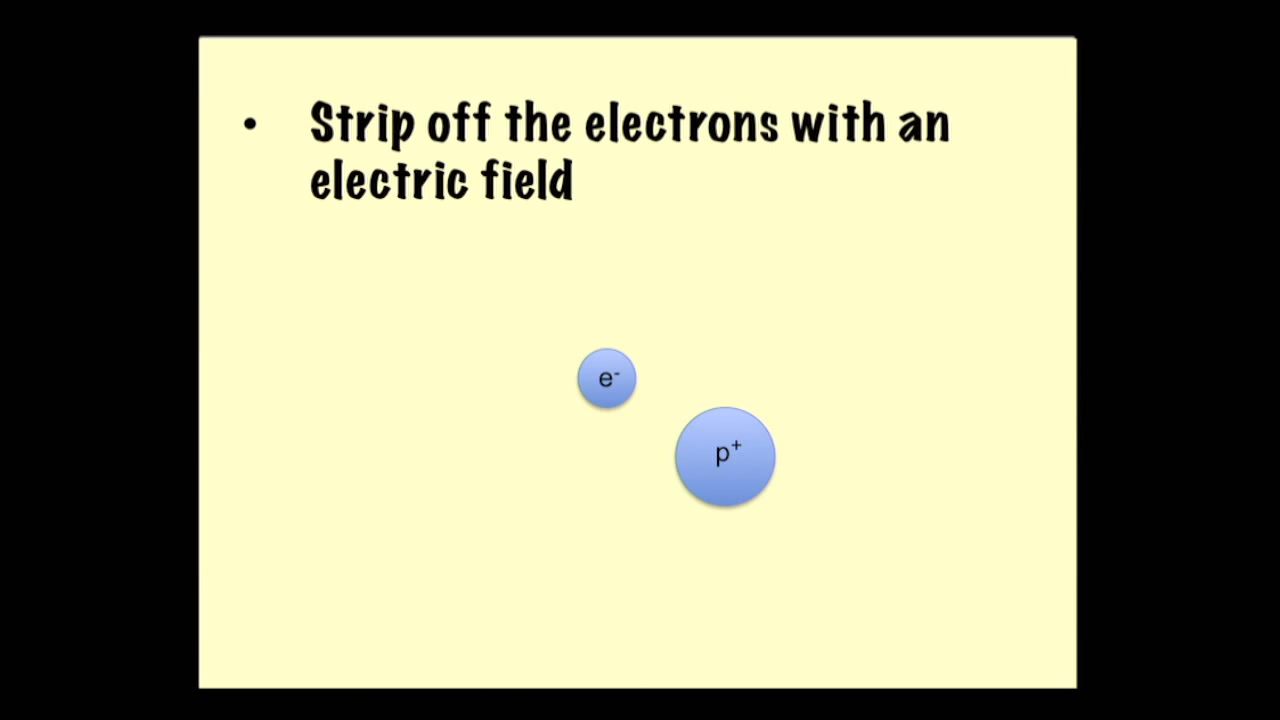 • Strip off the electrons with an
electric field
e⁻
p⁺